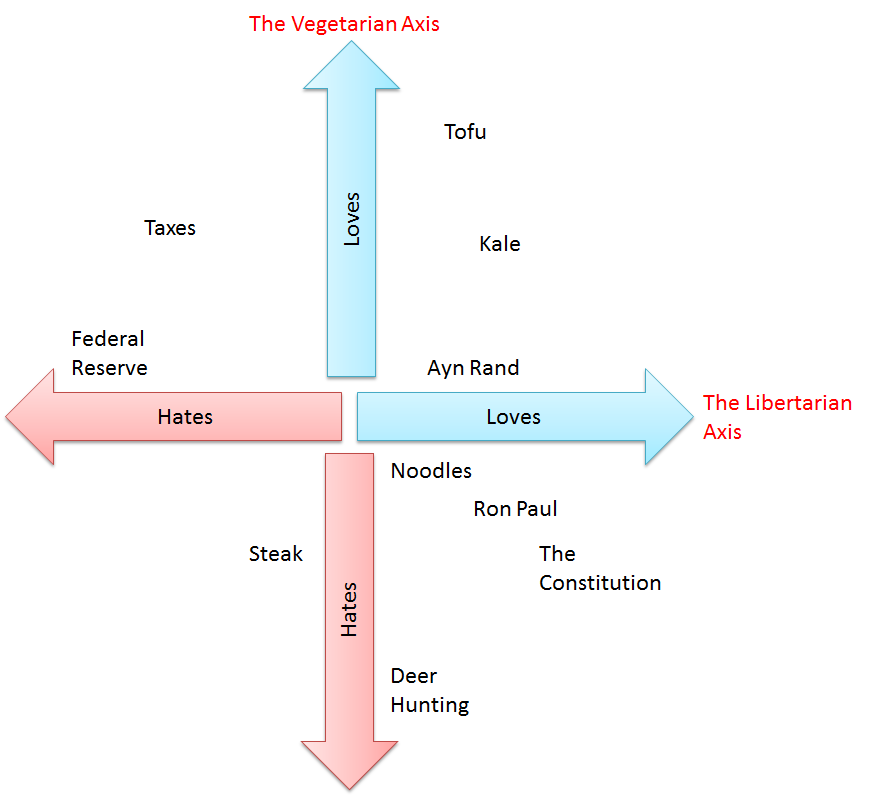 The Vegetarian Axis
Tofu
Loves
Taxes
Kale
Federal
Reserve
Ayn Rand
Hates
Loves
The Libertarian
Axis
Noodles
Ron Paul
Steak
The
Constitution
Hates
Deer
Hunting